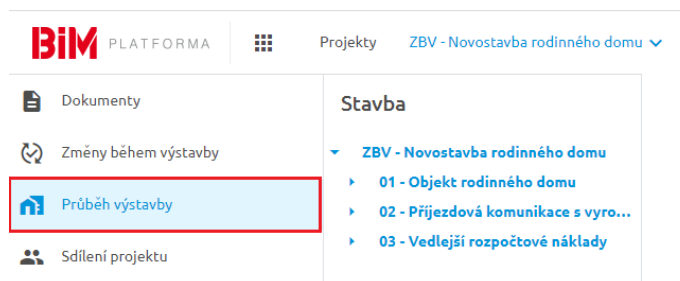 BiM PLATFORMA Projekty ZBV - Novostavba rodinného domu
Dokumenty
Změny během výstavby
Průběh výstavby
Sdílení projektu
Stavba
ZBV - Novostavba rodinného domu
01 - Objekt rodinného domu
02 - Příjezdová komunikace s vyro...
03 - Vedlejší rozpočtové náklady